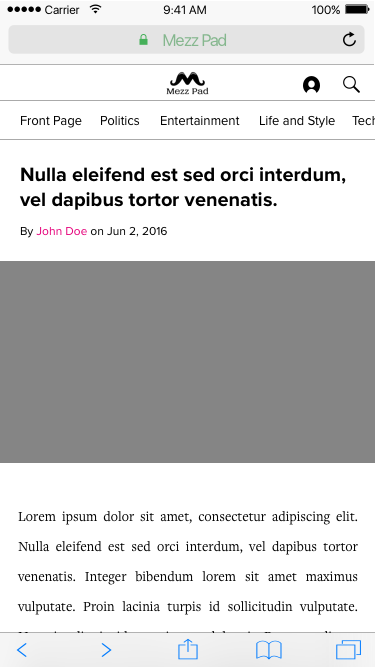 Carrier 9:41 AM 100%
Mezz Pad
Mezz Pad
Front Page Politics Entertainment Life and Style Tech
Nulla eleifend est sed orci interdum,
vel dapibus tortor venenatis.
By John Doe on Jun 2, 2016
Lorem ipsum dolor sit amet, consectetur adipiscing elit.
Nulla eleifend est sed orci interdum, vel dapibus tortor
venenatis. Integer bibendum lorem sit amet maximus
vulputate. Proin lacinia turpis id sollicitudin vulputate.